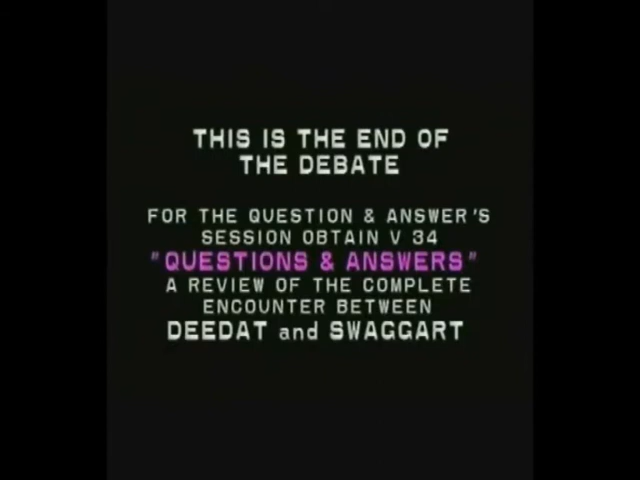 THIS IS THE END OF
THE DEBATE
FOR THE QUESTION & ANSWER'S
SESSION OBTAIN V 34
"QUESTIONS & ANSWERS"
A REVIEW OF THE COMPLETE
ENCOUNTER BETWEEN
DEEDAT and SWAGGART